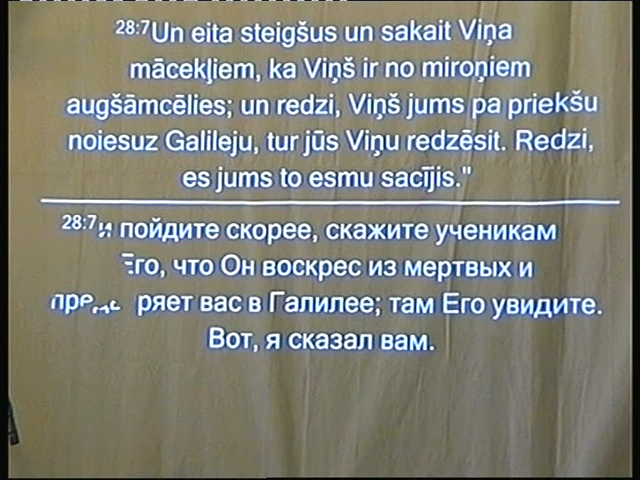 28:7Un eita steigšus un sakait Viņa
mācekļiem, ka Viņš ir no miroņiem
augšāmcēlies; un redzi, Viņš jums pa priekšu
noiesuz Galileju, tur jūs Viņu redzēsit. Redzi,
es jums to esmu sacījis."
28:7и пойдите скорее, скажите ученикам
Его, что Он воскрес из мертвых и
вас в Галилее; там Его увидите.
Вот, я сказал вам.